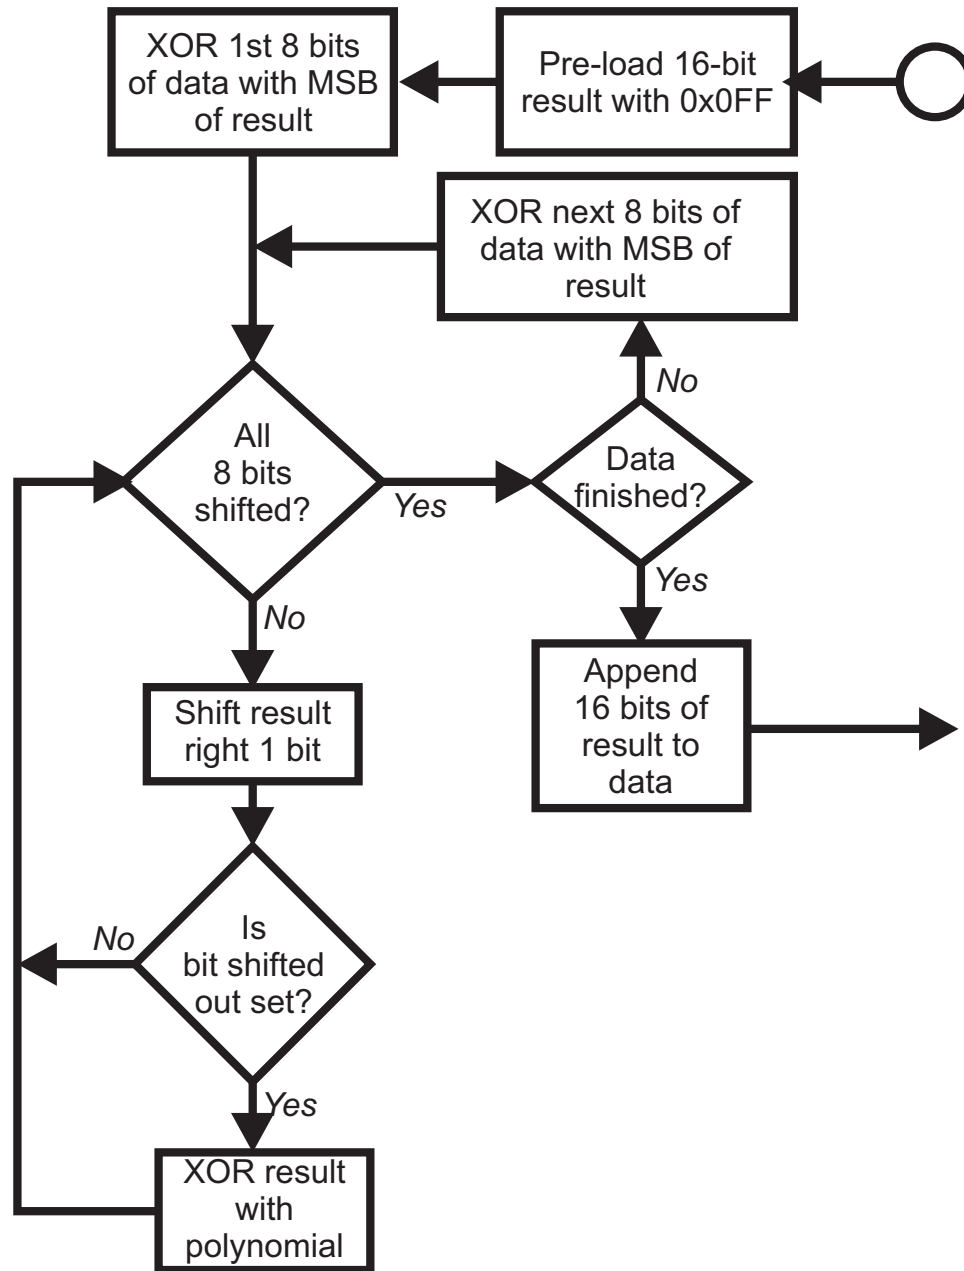 Pre-load 16-bit
result with 0x0FF
XOR 1st 8 bits
of data with MSB
of result
XOR next 8 bits of
data with MSB of
result
All
8 bits
shifted?
Yes
No
Data
finished?
No
Yes
Append
16 bits of
result to
data
Shift result
right 1 bit
Is
bit shifted
out set?
No
Yes
XOR result
with
polynomial